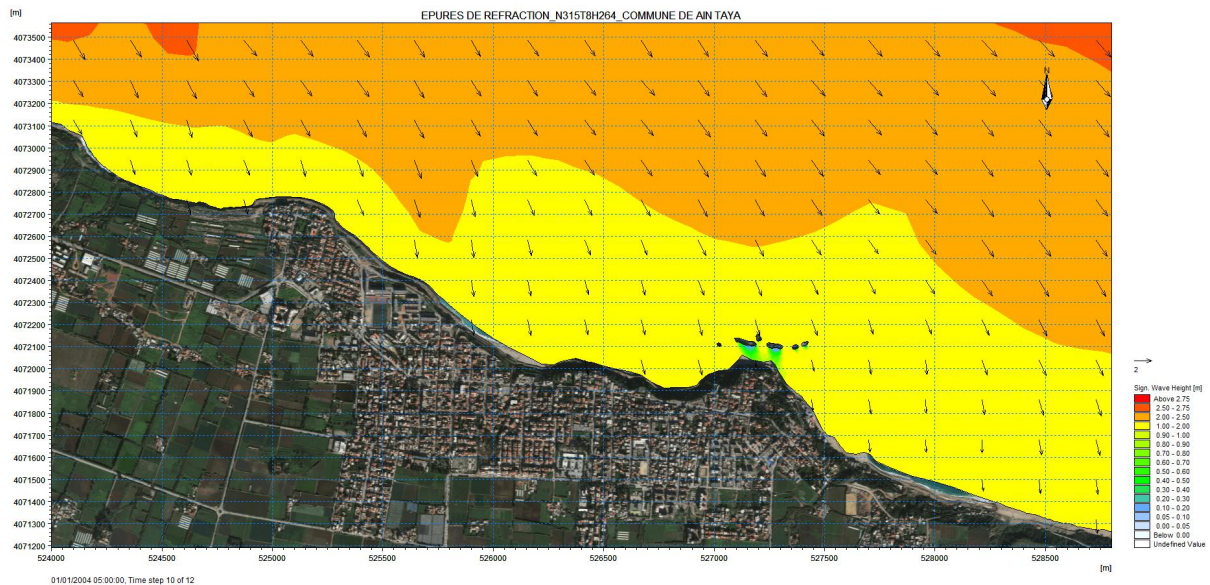 EPURES DE REFRACTION_N315T8H264_COMMUNE DE AIN TAYA
[m]
4073500
4073400
4073300
4073200
4073100
4073000
4072900
4072800
4072700
4072600
4072500
4072400
4072300
4072200
4072100
4072000
4071900
4071800
4071700
4071600
4071500
4071400
4071300
4071200
524000 524500 525000 525500 526000 526500 527000 527500 528000 528500
[m]
N
2
Sign. Wave Height [m]
Above 2.75
2.50 - 2.75
2.00 - 2.50
1.00 - 2.00
0.90 - 1.00
0.80 - 0.90
0.70 - 0.80
0.60 - 0.70
0.50 - 0.60
0.40 - 0.50
0.30 - 0.40
0.20 - 0.30
0.10 - 0.20
0.05 - 0.10
0.00 - 0.05
Below 0.00
Undefined Value
01/01/2004 05:00:00, Time step 10 of 12